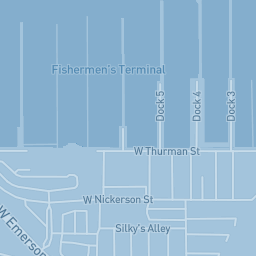 Fishermen's Terminal
Dock 5
Dock 4
Dock 3
W Thurman St
W Nickerson St
W Emerson
Silky's Alley